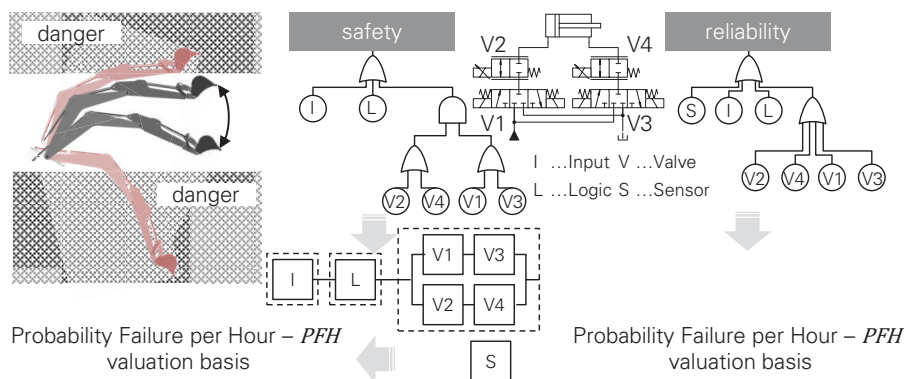 danger
danger
safety
I
L
V2
V4
V1
V3
V2
V4
V1
V3
I ...Input V ...Valve
L ...Logic S ...Sensor
reliability
S
I
L
V2
V4
V1
V3
I
L
V1
V3
V2
V4
S
Probability Failure per Hour – PFH
valuation basis
Probability Failure per Hour – PFH
valuation basis